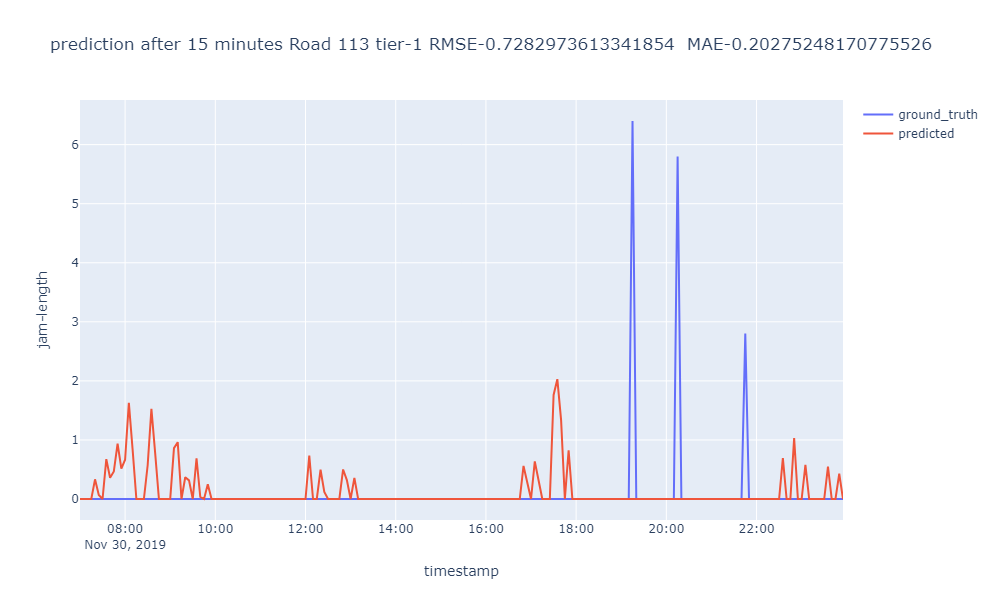 prediction after 15 minutes Road 113 tier-1 RMSE-0.7282973613341854  MAE-0.20275248170775526
ground_truth
predicted
6
5
4
3
2
1
0
jam-length
08:00 10:00 12:00 14:00 16:00 18:00 20:00 22:00
Nov 30, 2019
timestamp